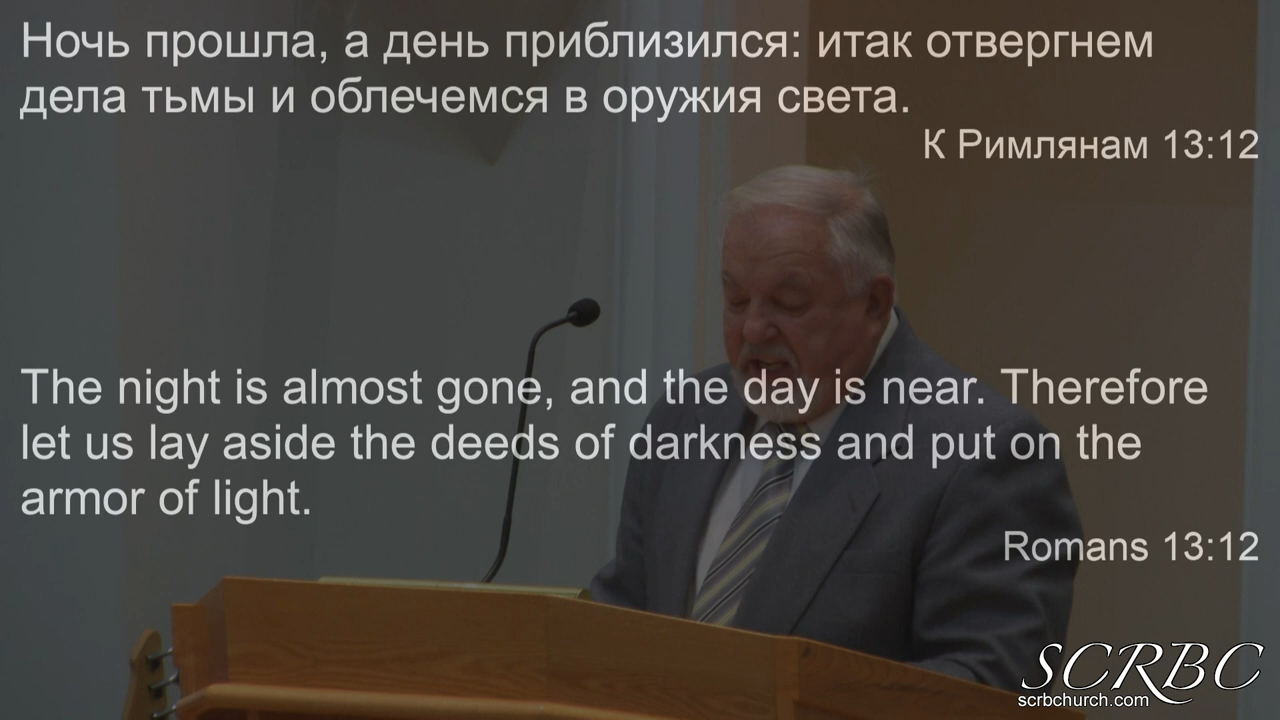 Ночь прошла, а день приблизился: итак отвергнем
дела тьмы и облечемся в оружия света.
К Римлянам 13:12
The night is almost gone, and the day is near. Therefore
let us lay aside the deeds of darkness and put on the
armor of light.
Romans 13:12
SCRBC
scrbchurch.com